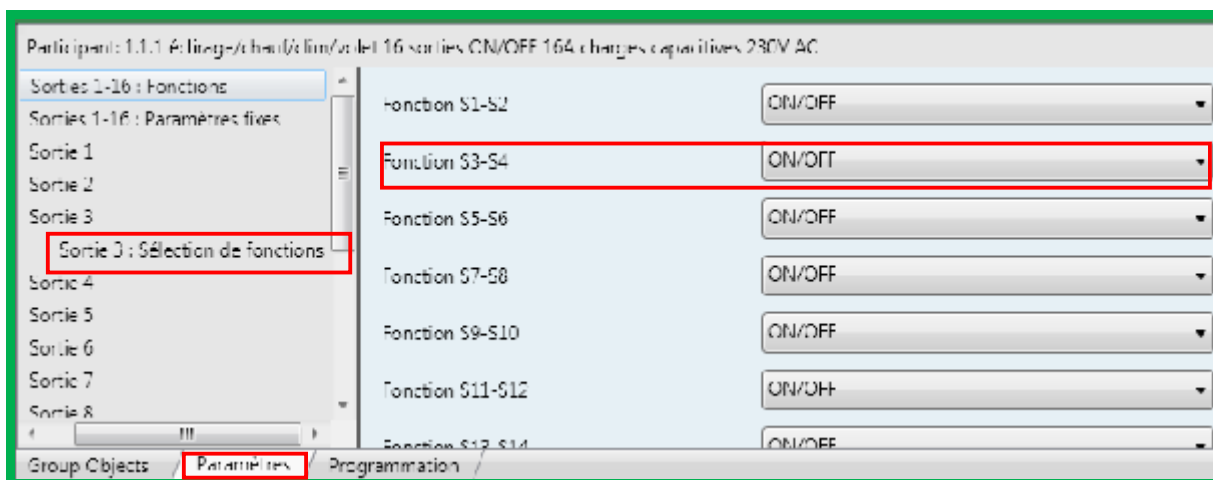 Participant: 1.1.1 éclirage/chauf/clim/volet 16 sorties ON/OFF 16A charges capacitives 230V AC
Sorties 1-16 : Fonctions
Sorties 1-16 : Paramètres fixes
Sortie 1
Sortie 2
Sortie 3
Sortie 3 : Sélection de fonctions
Sortie 4
Sortie 5
Sortie 6
Sortie 7
Sortie 8
Fonction S1-S2 ON/OFF
Fonction S3-S4 ON/OFF
Fonction S5-S6 ON/OFF
Fonction S7-S8 ON/OFF
Fonction S9-S10 ON/OFF
Fonction S11-S12 ON/OFF
Fonction S13-S14 ON/OFF
Group Objects Paramètres Programmation